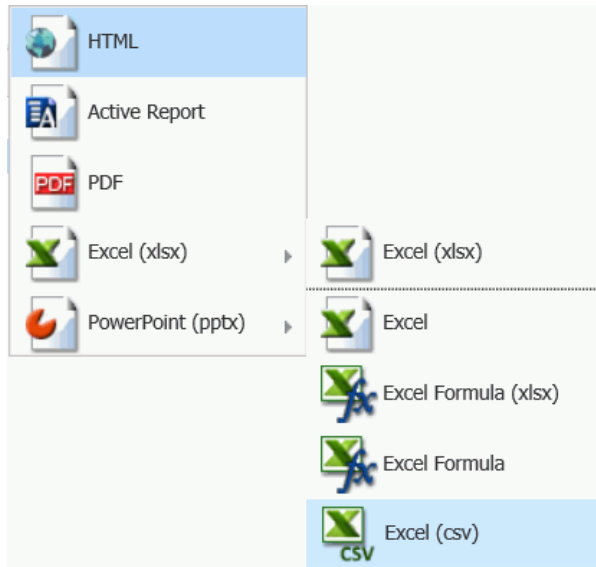 HTML
Active Report
PDF
PDF
Excel (xlsx)
PowerPoint (pptx)
Excel (xlsx)
Excel
Excel Formula (xlsx)
Excel Formula
Excel (csv)
CSV